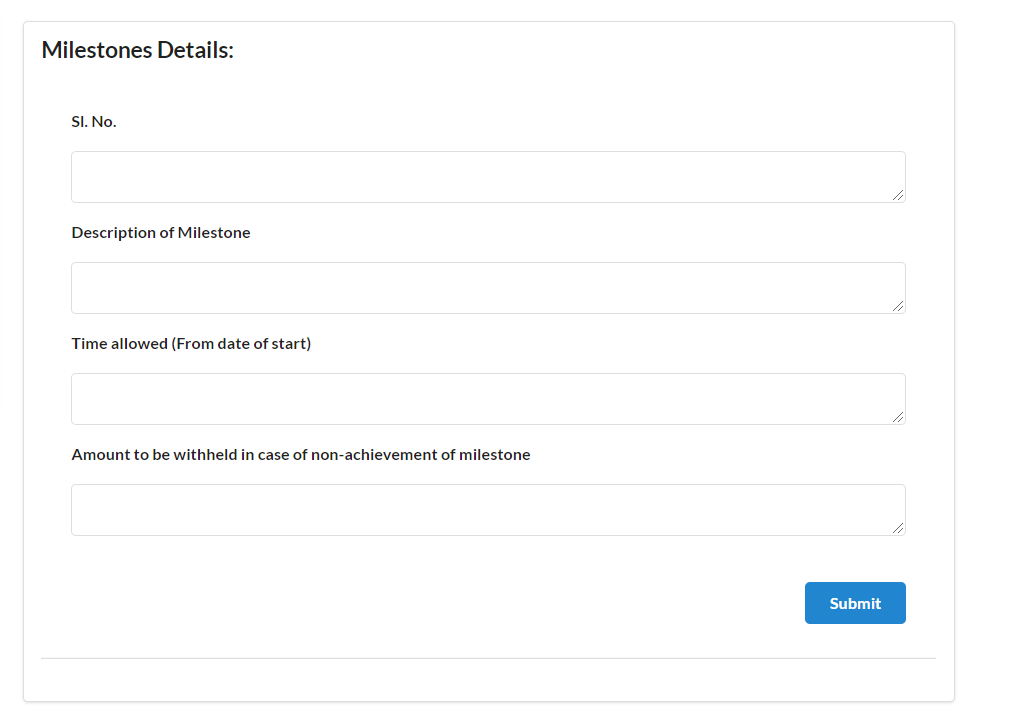 Milestones Details:
Sl. No.
Description of Milestone
Time allowed (From date of start)
Amount to be withheld in case of non-achievement of milestone
Submit